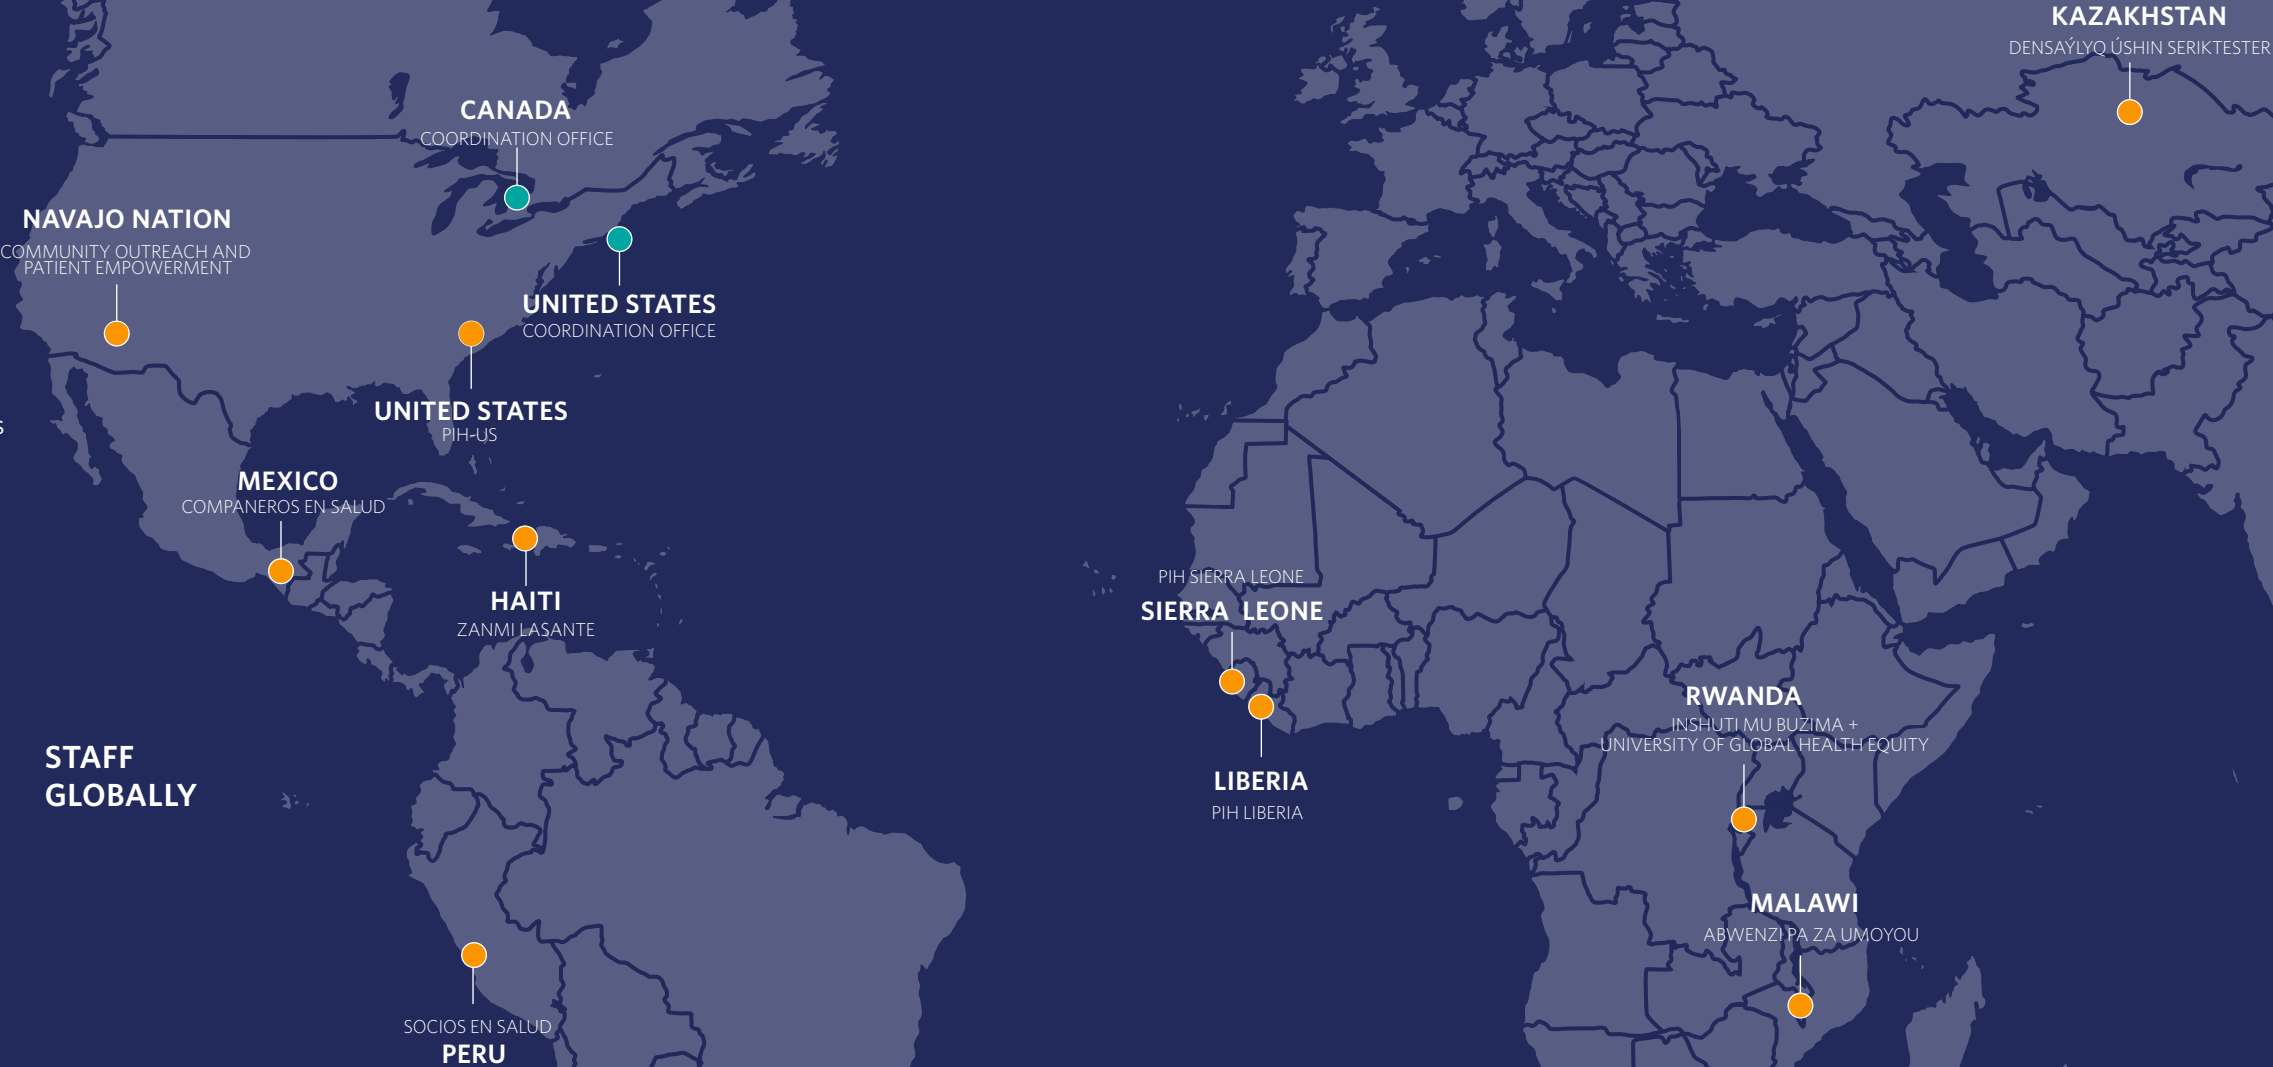 KAZAKHSTAN
DENSAÝLYQ ÚSHIN SERIKTESTER
CANADA
COORDINATION OFFICE
NAVAJO NATION
COMMUNITY OUTREACH AND
PATIENT EMPOWERMENT
UNITED STATES
COORDINATION OFFICE
UNITED STATES
PIH-US
S
MEXICO
COMPANEROS EN SALUD
HAITI
ZANMI LASANTE
PIH SIERRA LEONE
SIERRA LEONE
RWANDA
INSHUTI MU BUZIMA +
UNIVERSITY OF GLOBAL HEALTH EQUITY
STAFF
GLOBALLY
LIBERIA
PIH LIBERIA
MALAWI
ABWENZI PA ZA UMOYOU
SOCIOS EN SALUD
PERU